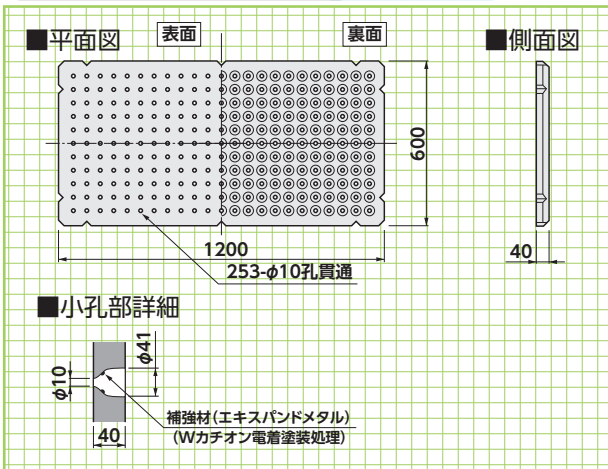 ■平面図
表面
裏面
■側面図
600
1200
40
253-φ10孔貫通
■小孔部詳細
φ10
φ41
40
補強材(エキスパンドメタル)
(Wカチオン電着塗装処理)